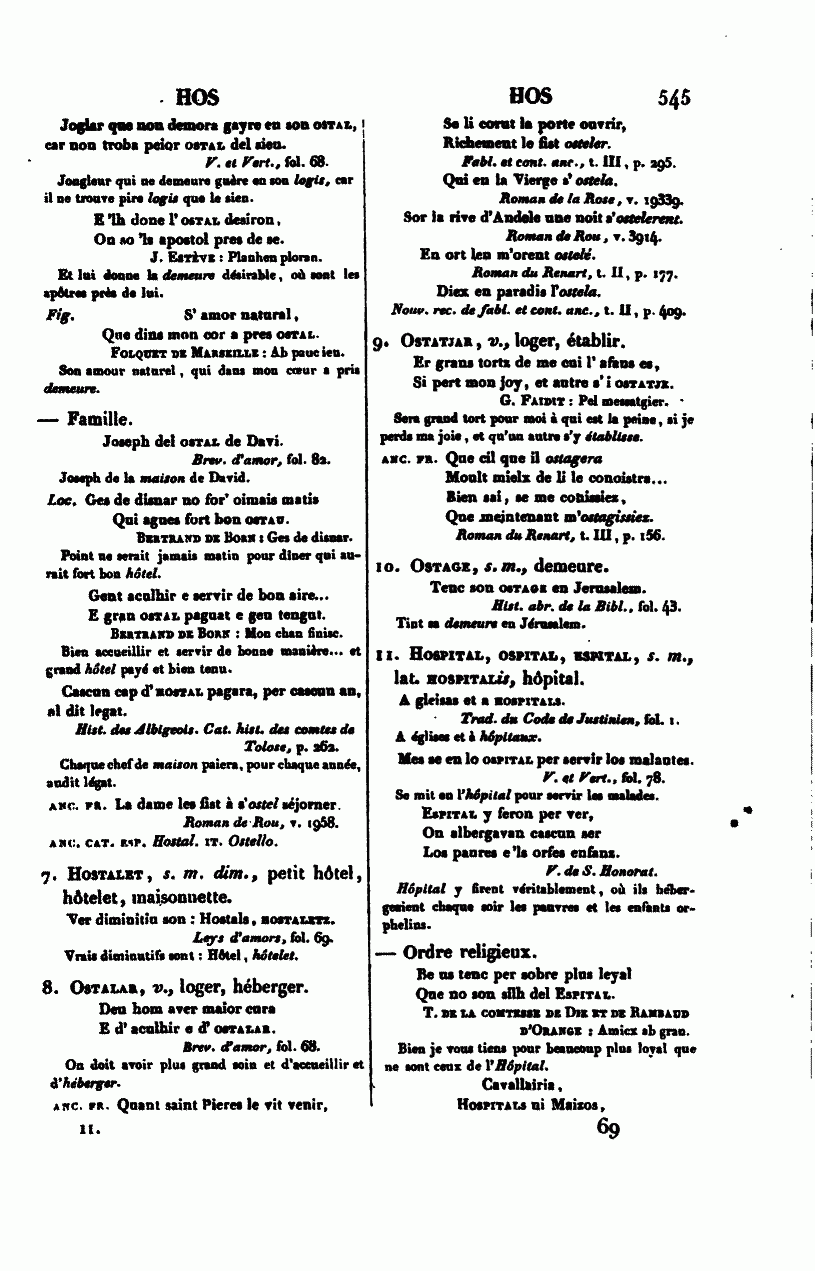 HOS
HOS 545
Joglar que non demora gayre en son OSTAL,
car non troba peior OSTAL del sieu.
V. et Vert., fol. 68.
Jongleur qui ne demeure guère en son logis, car
il ne trouve pire logis que le sien.
E 'lh done l' OSTAL desiron,
On so 'ls apostol pres de se.
J. ESTÈVE : Planhen ploran.
Et lui donne la demeure désirable, où sont les
apôtres près de lui.
Fig. S' amor natural,
Que dins mon cor a pres OSTAL.
FOLQUET DE MARSEILLE : Ab pauc ieu.
Son amour naturel, qui dans mon cœur a pris
demeure.
— Famille.
Joseph del OSTAL de Davi.
Brev. d'amor, fol. 82.
Joseph de la maison de David.
Loc. Ges de disnar no for' oimais matis
Qui agues fort bon OSTAU.
BERTRAND DE BORN : Ges de disnar.
Point ne serait jamais matin pour dîner qui au-
rait fort bon hôtel.
Gent aculhir e servir de bon aire...
E gran OSTAL paguat e gen tengut.
BERTRAND DE BORN : Mon chan finisc.
Bien accueillir et servir de bonne manière... et
grand hôtel payé et bien tenu.
Cascun cap d' HOSTAL pagara, per cascun an,
al dit legat.
Hist. des Albigeois. Cat. hist. des comtes de
Tolose, p. 262.
Chaque chef de maison paiera, pour chaque année,
audit légat.
ANC. FR. La dame les fist à s'ostel séjorner.
Roman de Rou, v. 1958.
ANC. CAT. ESP. Hostal. IT. Ostello.
7. HOSTALET, s. m. dim., petit hôtel,
hôtelet, maisonnette.
Ver diminitiu son : Hostals, HOSTALETZ.
Leys d'amors, fol. 69.
Vrais diminutifs sont : Hôtel, hôtelet.
8. OSTALAR, v., loger, héberger.
Deu hom aver maior cura
E d' aculhir e d' OSTALAR.
Brev. d'amor, fol. 68.
On doit avoir plus grand soin et d'accueillir et
d'héberger.
ANC. FR. Quant saint Pieres le vit venir,
II.
Se li corut la porte ouvrir,
Richement le fist osteler.
Fabl. et cont. anc., t. III, p. 295.
Qui en la Vierge s' ostela.
Roman de la Rose, v. 19339.
Sor la rive d'Andele une noit s'ostelerent.
Roman de Rou, v. 3914.
En ort len m'orent ostelé.
Roman du Renart, t. II, p. 177.
Diex en paradis l'ostela.
Nouv. rec. de fabl. et cont. anc., t. II, p. 409.
9. OSTATJAR, v., loger, établir.
Er grans tortz de me cui l' afans es,
Si pert mon joy, et autre s' i OSTATJE.
G. FAIDIT : Pel messatgier.
Sera grand tort pour moi à qui est la peine, si je
perds ma joie, et qu'un autre s'y établisse.
ANC. FR. Que cil que il ostagera
Moult mielx de li le conoistra...
Bien sai, se me conissiez,
Que meintenant m'ostagissiez.
Roman du Renart, t. III, p. 156.
10. OSTAGE, s. m., demeure.
Tenc son OSTAGE en Jerusalem.
Hist. abr. de la Bibl., fol. 43.
Tint sa demeure en Jérusalem.
11. HOSPITAL, OSPITAL, ESPITAL, s. m.,
lat. HOSPITALis, hôpital.
A gleisas et a HOSPITALS.
Trad. du Code de Justinien, fol. 1.
A églises et à hôpitaux.
Mes se en lo OSPITAL per servir los malautes.
V. et Vert., fol. 78.
Se mit en l'hôpital pour servir les malades.
ESPITAL y feron per ver,
On albergavan cascun ser
Los paures e 'ls orfes enfans.
V. de S. Honorat.
Hôpital y firent véritablement, où ils héber-
geaient chaque soir les pauvres et les enfants or-
phelins.
— Ordre religieux.
Be us tenc per sobre plus leyal
Que no son silh del ESPITAL.
T. DE LA COMTESSE DE DIE ET DE RAMBAUD
D'ORANGE : Amicx ab gran.
Bien je vous tiens pour beaucoup plus loyal que
ne sont ceux de l'Hôpital.
Cavallairia,
HOSPITALS ni Maizos,
69